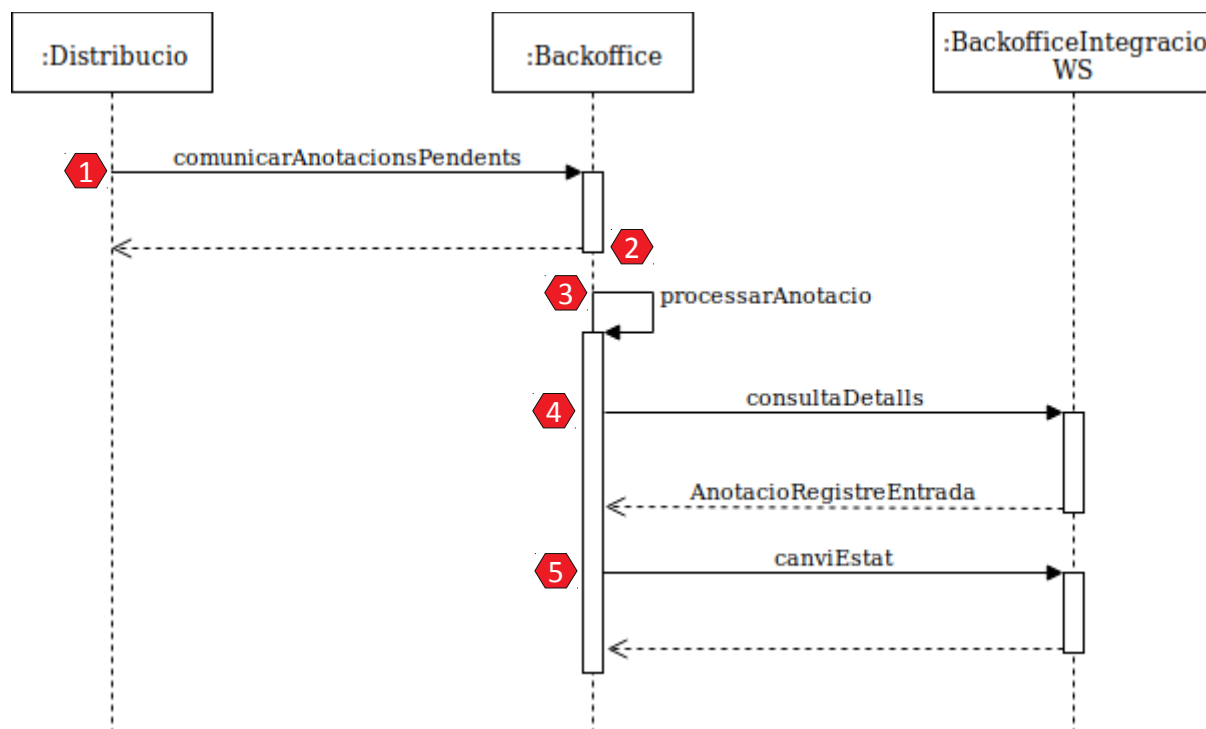 :Distribucio
:Backoffice
:BackofficeIntegracio
WS
1
comunicarAnotacionsPendents
2
3
processarAnotacio
4
consultaDetalls
AnotacioRegistreEntrada
5
canviEstat